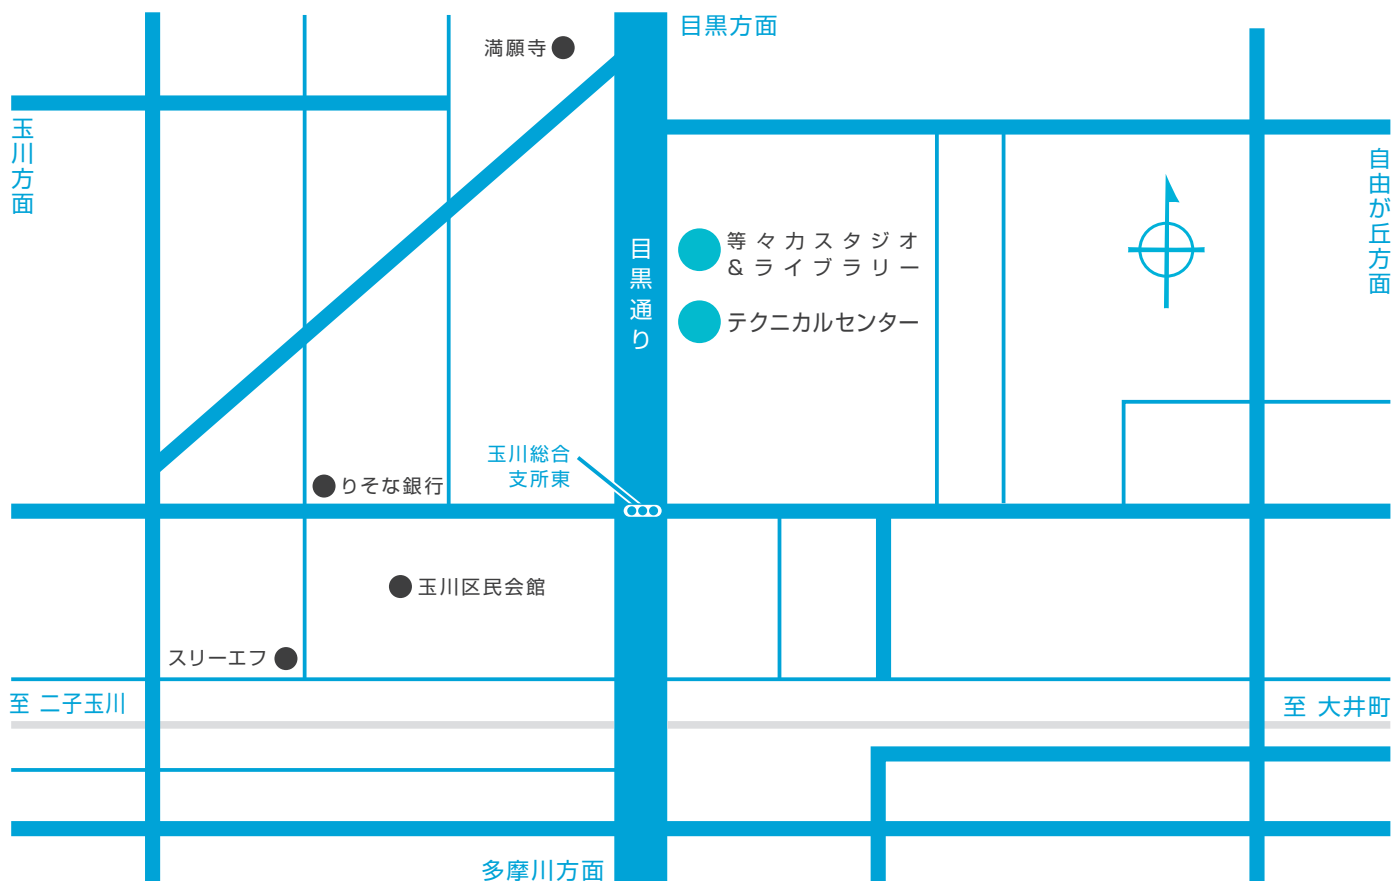 目黒方面
満願寺
玉川方面
自由が丘方面
目黒通り
等々力スタジオ
&ライブラリー
テクニカルセンター
玉川総合
支所東
りそな銀行
玉川区民会館
スリーエフ
至 二子玉川
至 大井町
多摩川方面